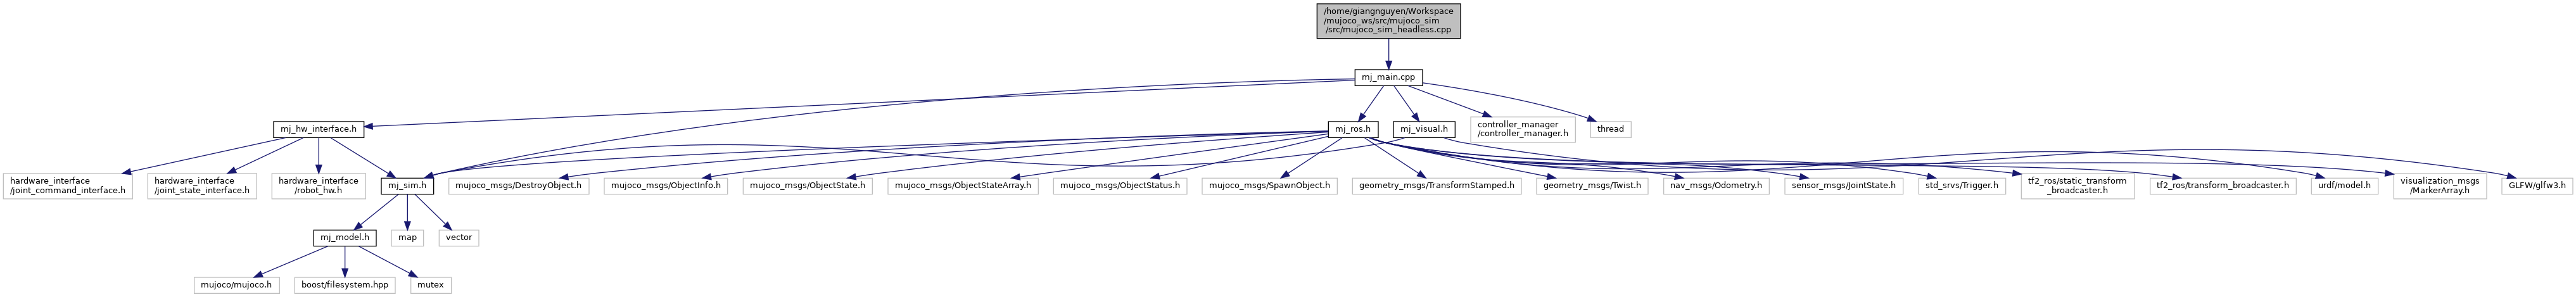 /home/giangnguyen/Workspace
/mujoco_ws/src/mujoco_sim
/src/mujoco_sim_headless.cpp
mj_main.cpp
mj_hw_interface.h
mj_ros.h
mj_visual.h
controller_manager
/controller_manager.h
thread
hardware_interface
/joint_command_interface.h
hardware_interface
/joint_state_interface.h
hardware_interface
/robot_hw.h
mj_sim.h
mujoco_msgs/DestroyObject.h
mujoco_msgs/ObjectInfo.h
mujoco_msgs/ObjectState.h
mujoco_msgs/ObjectStateArray.h
mujoco_msgs/ObjectStatus.h
mujoco_msgs/SpawnObject.h
geometry_msgs/TransformStamped.h
geometry_msgs/Twist.h
nav_msgs/Odometry.h
sensor_msgs/JointState.h
std_srvs/Trigger.h
tf2_ros/static_transform
_broadcaster.h
tf2_ros/transform_broadcaster.h
urdf/model.h
visualization_msgs
/MarkerArray.h
GLFW/glfw3.h
mj_model.h
map
vector
mujoco/mujoco.h
boost/filesystem.hpp
mutex